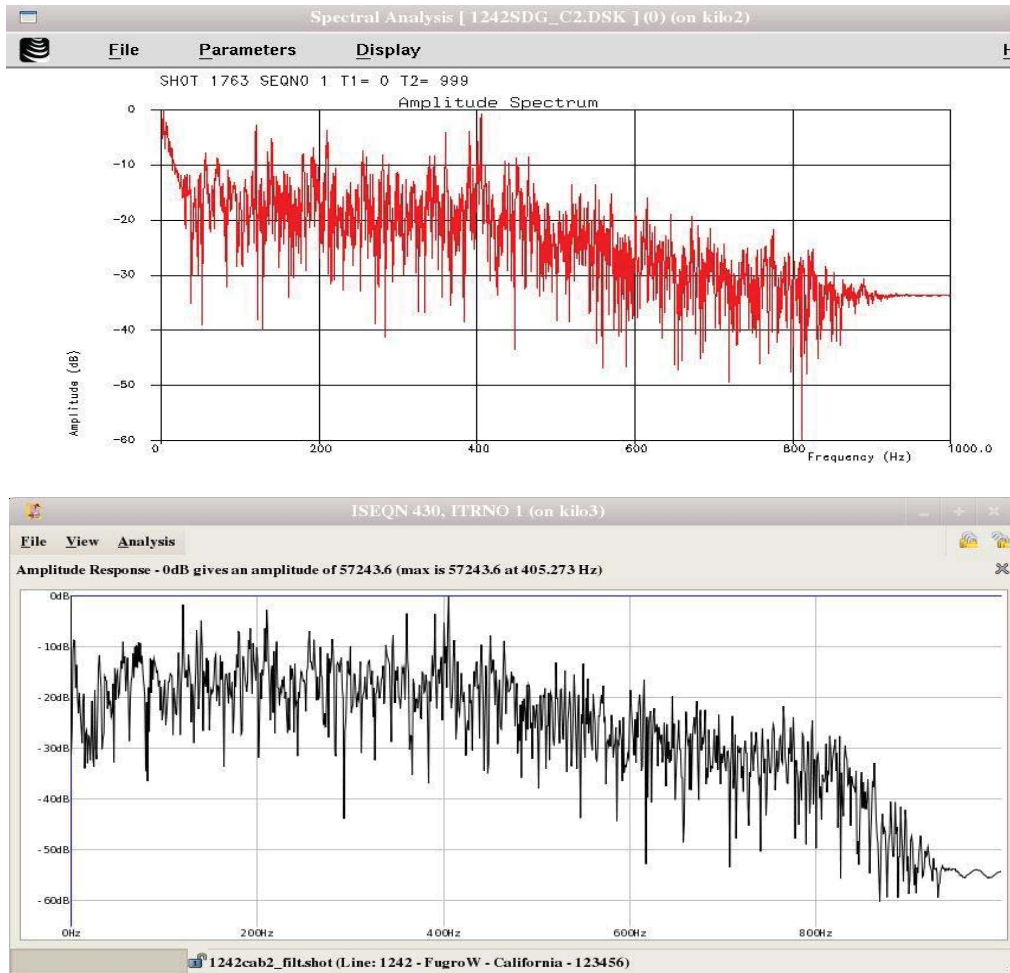 Spectral Analysis [ 1242SDG_C2.DSK ] (0) (on kilo2)
File Parameters Display H
SHOT 1763 SEQNO 1 T1= 0 T2= 999
Amplitude Spectrum
0
-10
-20
-30
-40
-50
-60
Amplitude (dB)
0 200 400 600 800 1000.0
Frequency (Hz)
ISEQN 430, ITRNO 1 (on kilo3)
File View Analysis
Amplitude Response - 0dB gives an amplitude of 57243.6 (max is 57243.6 at 405.273 Hz)
0dB
-10dB
-20dB
-30dB
-40dB
-50dB
-60dB
0Hz 200Hz 400Hz 600Hz 800Hz
1242cab2_filt.shot (Line: 1242 - FugroW - California - 123456)